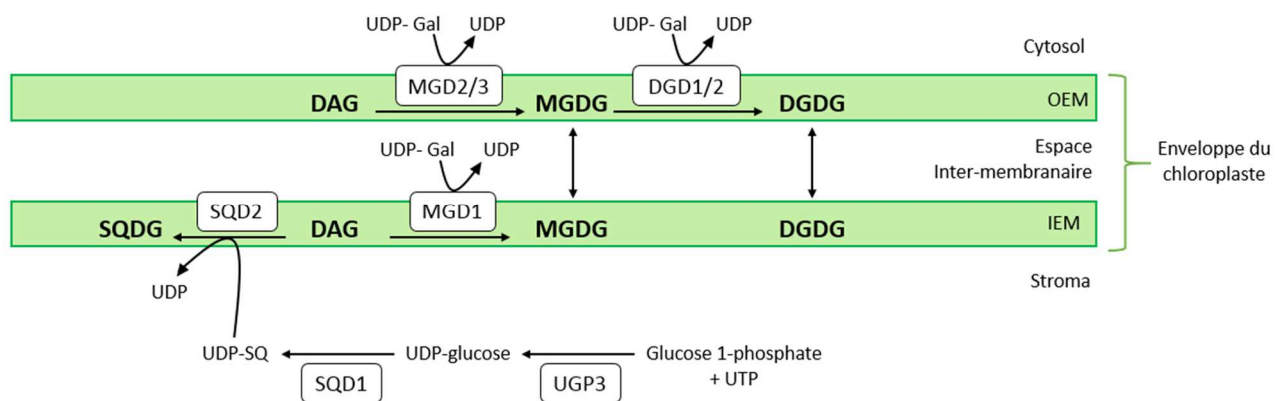 UDP- Gal UDP UDP- Gal UDP
Cytosol
MGD2/3 DGD1/2
DAG MGDG DGDG OEM
UDP- Gal UDP
Espace
Inter-membranaire
Enveloppe du
chloroplaste
SQD2 MGD1
SQDG DAG MGDG DGDG IEM
UDP
Stroma
UDP-SQ UDP-glucose Glucose 1-phosphate
+ UTP
SQD1 UGP3